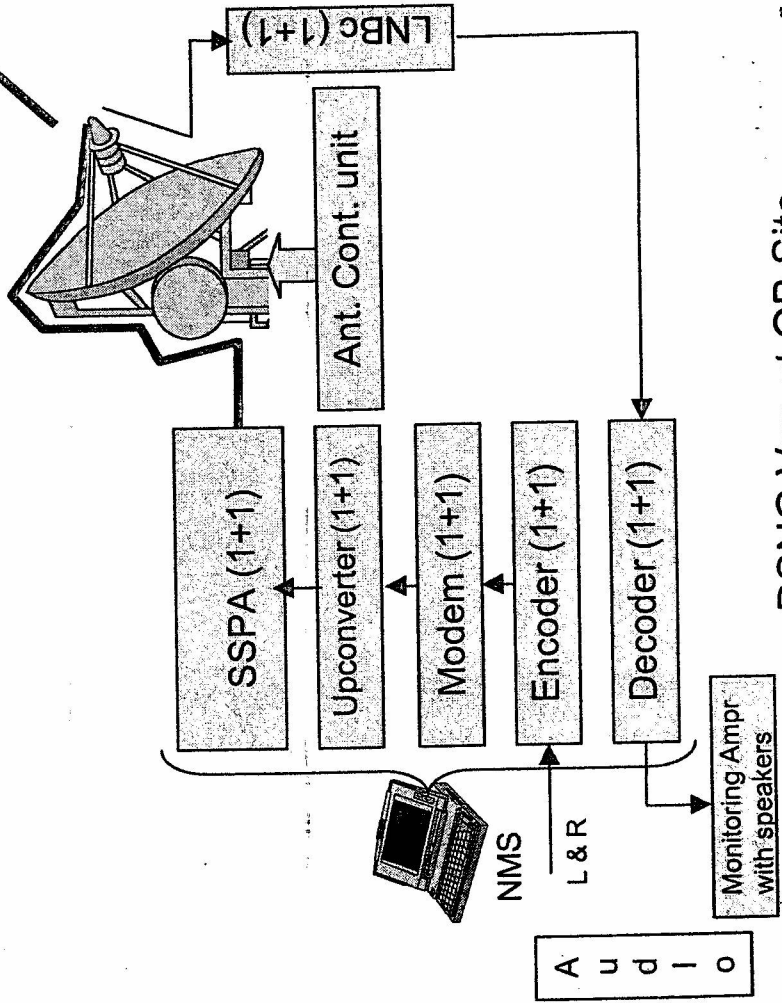 LNBc (1+1)
Ant. Cont. unit
SSPA (1+1)
Upconverter (1+1)
Modem (1+1)
Encoder (1+1)
Decoder (1+1)
NMS
L & R
Monitoring Ampr
with speakers
A
u
d
I
o